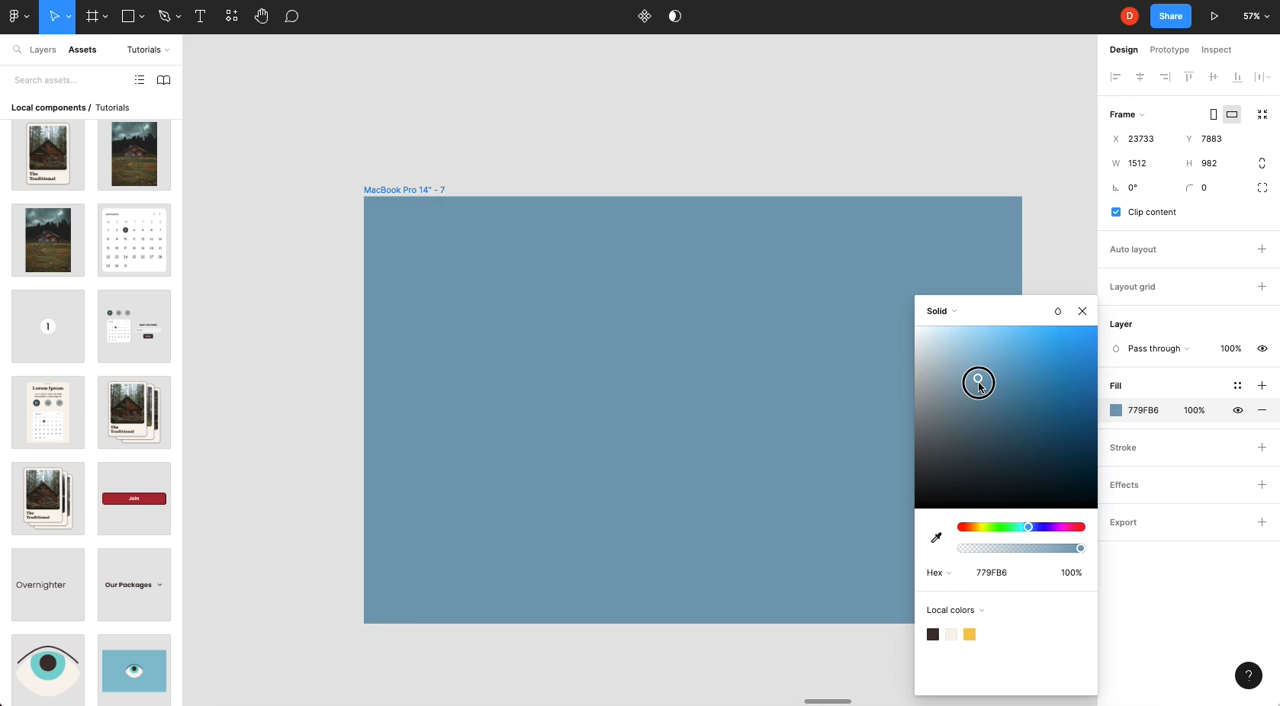 D
Share
57%
Layers
Assets
Tutorials
Design
Prototype
Inspect
Search assets...
Local components / Tutorials
Frame
X 23733
Y 7883
W 1512
H 982
0°
0
Clip content
Auto layout
Layout grid
Layer
Pass through
100%
Fill
779FB6
100%
Stroke
Effects
Export
MacBook Pro 14" - 7
Solid
Hex
779FB6
100%
Local colors
The
Traditional
1
Lorem Ipsum
The
Traditional
The
Traditional
Join
Overnighter
Our Packages
?